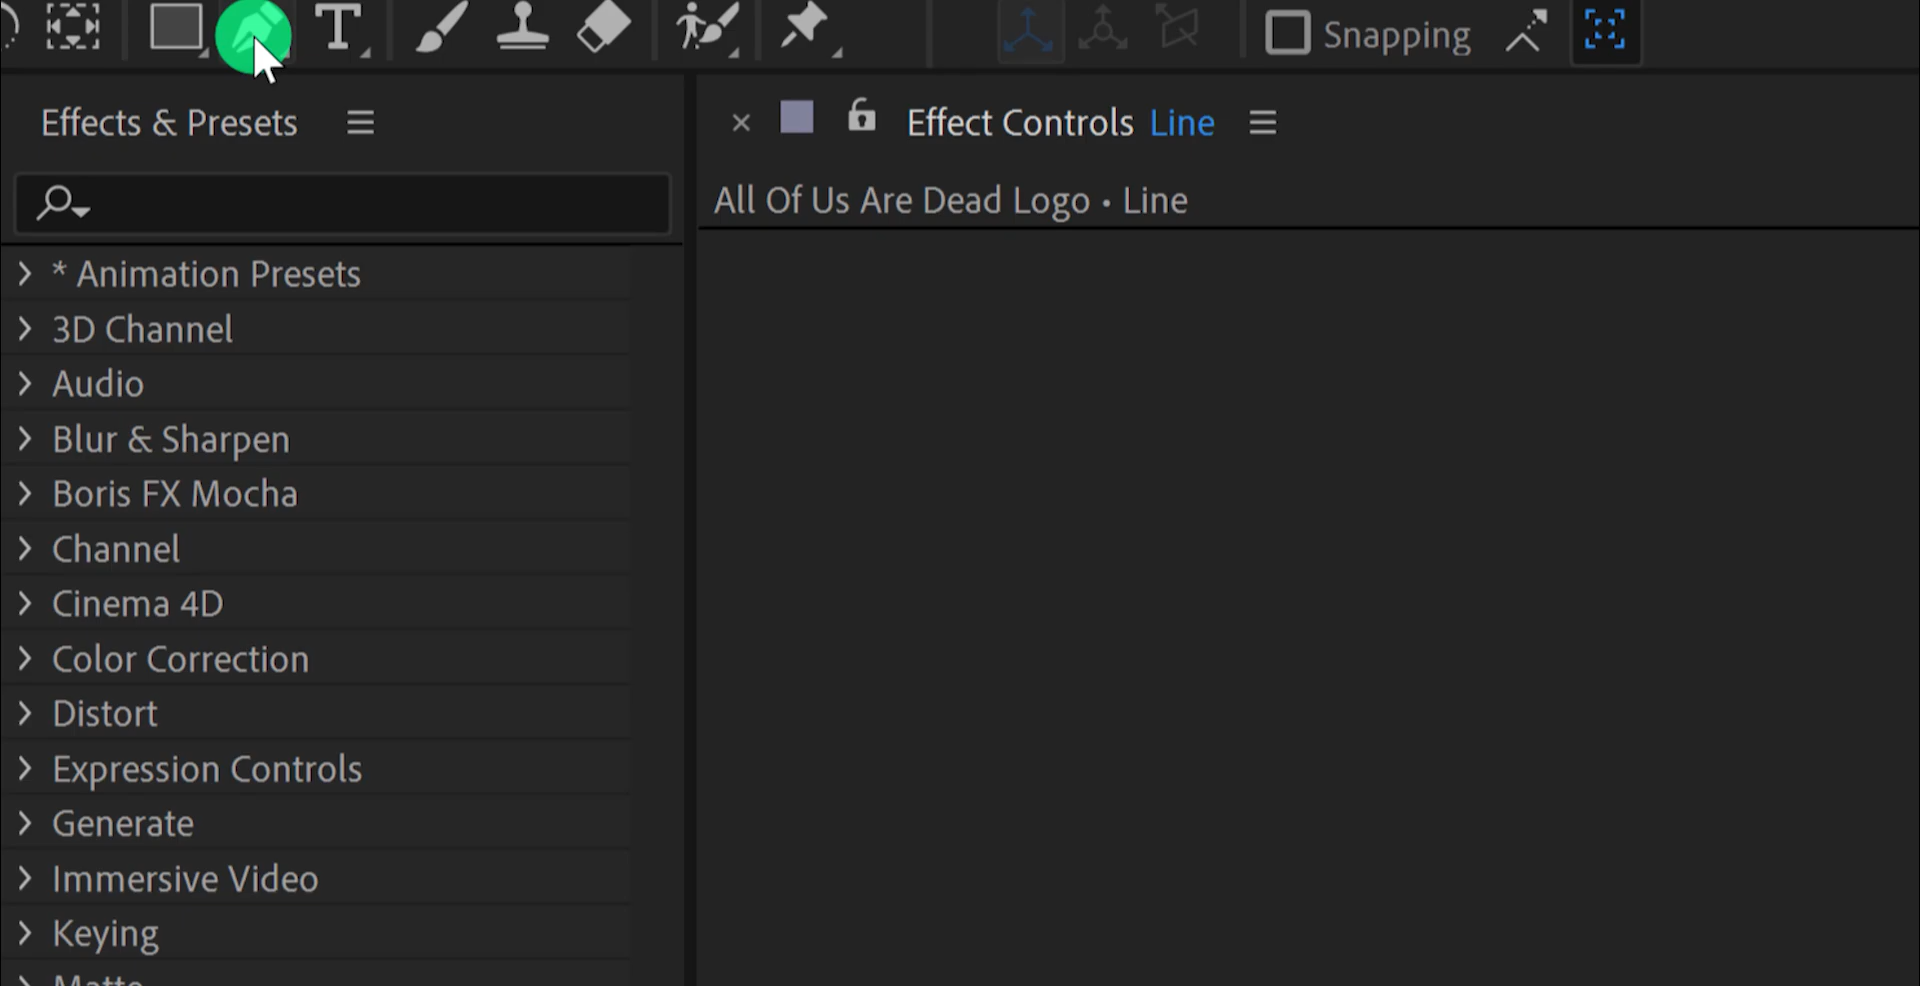 Snapping
Effects & Presets
Effect Controls Line
All Of Us Are Dead Logo • Line
* Animation Presets
3D Channel
Audio
Blur & Sharpen
Boris FX Mocha
Channel
Cinema 4D
Color Correction
Distort
Expression Controls
Generate
Immersive Video
Keying
Matte